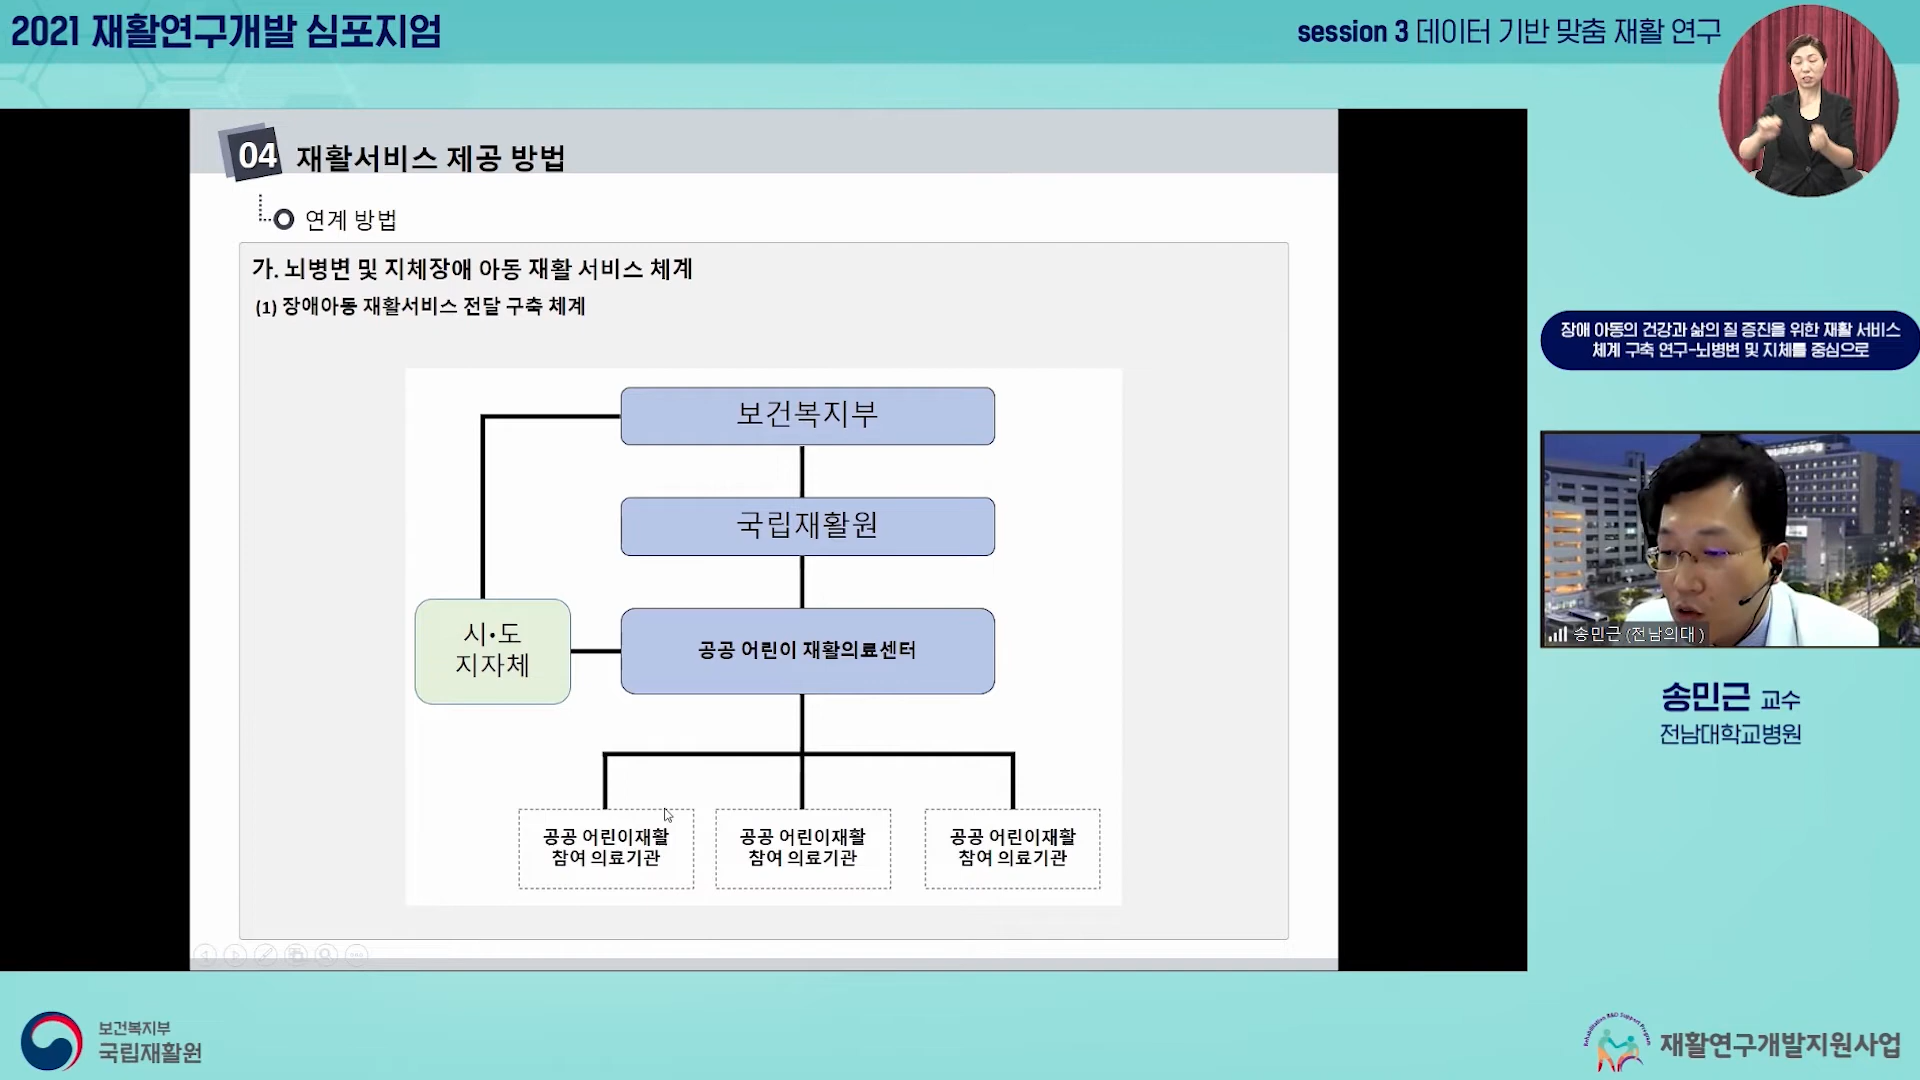 2021 재활연구개발 심포지엄
session 3 데이터 기반 맞춤 재활 연구
04 재활서비스 제공 방법
연계 방법
가. 뇌병변 및 지체장애 아동 재활 서비스 체계
(1) 장애아동 재활서비스 전달 구축 체계
보건복지부
국립재활원
시•도
지자체
공공 어린이 재활의료센터
공공 어린이재활
참여 의료기관
공공 어린이재활
참여 의료기관
공공 어린이재활
참여 의료기관
장애 아동의 건강과 삶의 질 증진을 위한 재활 서비스
체계 구축 연구-뇌병변 및 지체를 중심으로
송민근 (전남의대)
송민근 교수
전남대학교병원
보건복지부
국립재활원
Rehabilitative R&D Support Program
재활연구개발지원사업